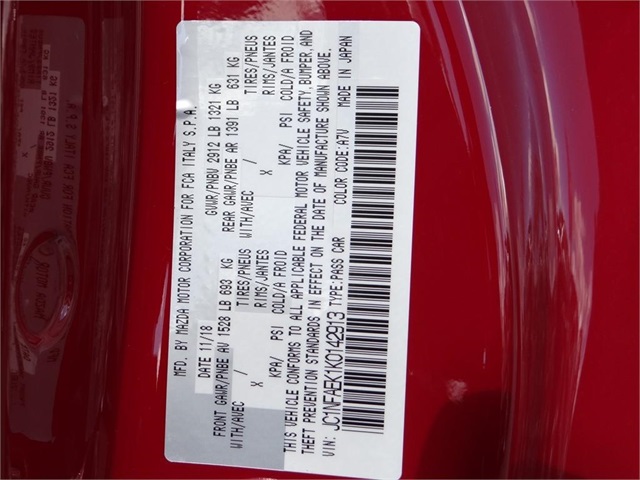 MFD. BY MAZDA MOTOR CORPORATION FOR FCA ITALY S.P.A.
DATE 11/18 GVWR/PNBV 2912 LB 1321 KG
FRONT GAWR/PNBE AV 1528 LB 693 KG REAR GAWR/PNBE AR 1391 LB 631 KG
WITH/AVEC TIRES/PNEUS WITH/AVEC TIRES/PNEUS
X RIMS/JANTES X RIMS/JANTES
/ KPA/ PSI COLD/A FROID / KPA/ PSI COLD/A FROID
THIS VEHICLE CONFORMS TO ALL APPLICABLE FEDERAL MOTOR VEHICLE SAFETY,BUMPER,AND
THEFT PREVENTION STANDARDS IN EFFECT ON THE DATE OF MANUFACTURE SHOWN ABOVE.
VIN: JC1NFAEK1K0142913 TYPE:PASS CAR COLOR CODE:A7V MADE IN JAPAN